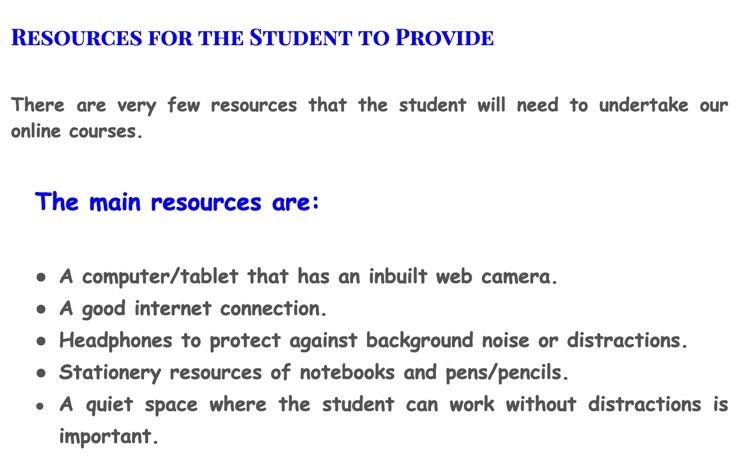 Resources for the Student to Provide
There are very few resources that the student will need to undertake our
online courses.
The main resources are:
● A computer/tablet that has an inbuilt web camera.
● A good internet connection.
● Headphones to protect against background noise or distractions.
● Stationery resources of notebooks and pens/pencils.
● A quiet space where the student can work without distractions is
important.